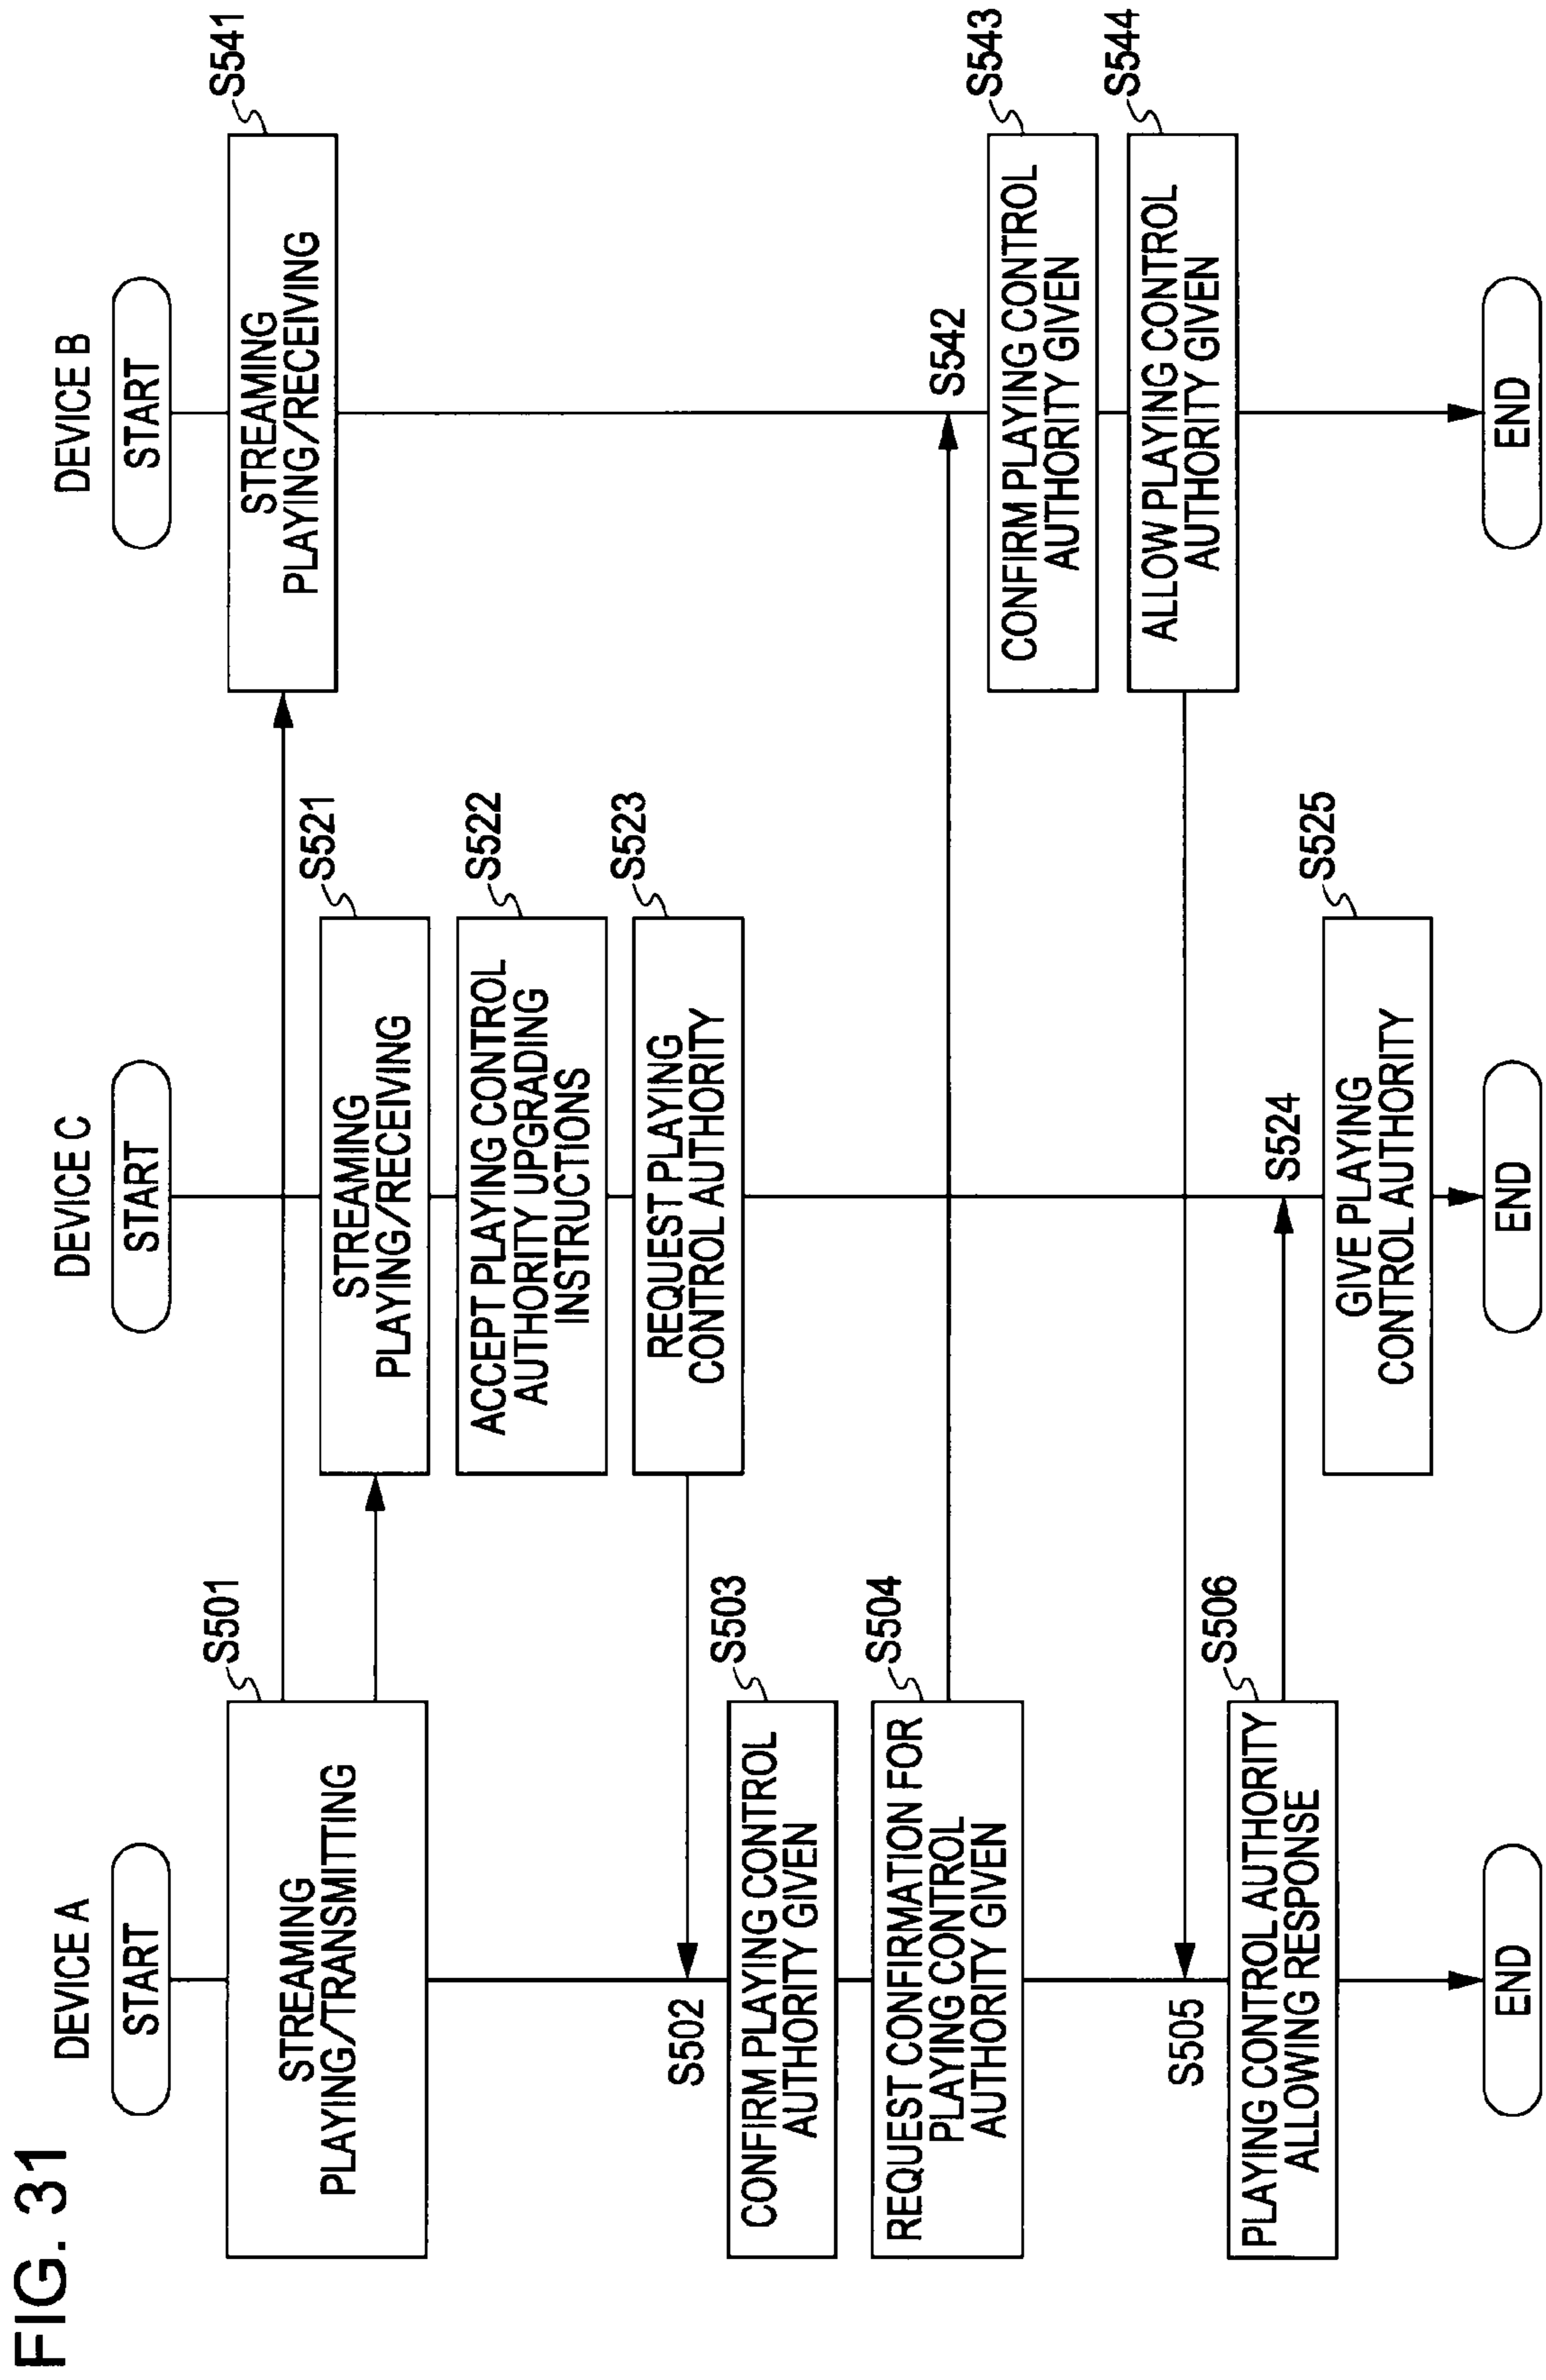 FIG. 31
DEVICE A
START
S501
STREAMING
PLAYING/TRANSMITTING
S502
S503
CONFIRM PLAYING CONTROL
AUTHORITY GIVEN
S504
REQUEST CONFIRMATION FOR
PLAYING CONTROL
AUTHORITY GIVEN
S505
S506
PLAYING CONTROL AUTHORITY
ALLOWING RESPONSE
END
DEVICE C
START
S521
STREAMING
PLAYING/RECEIVING
S522
ACCEPT PLAYING CONTROL
AUTHORITY UPGRADING
INSTRUCTIONS
S523
REQUEST PLAYING
CONTROL AUTHORITY
S524
S525
GIVE PLAYING
CONTROL AUTHORITY
END
DEVICE B
START
S541
STREAMING
PLAYING/RECEIVING
S542
S543
CONFIRM PLAYING CONTROL
AUTHORITY GIVEN
S544
ALLOW PLAYING CONTROL
AUTHORITY GIVEN
END